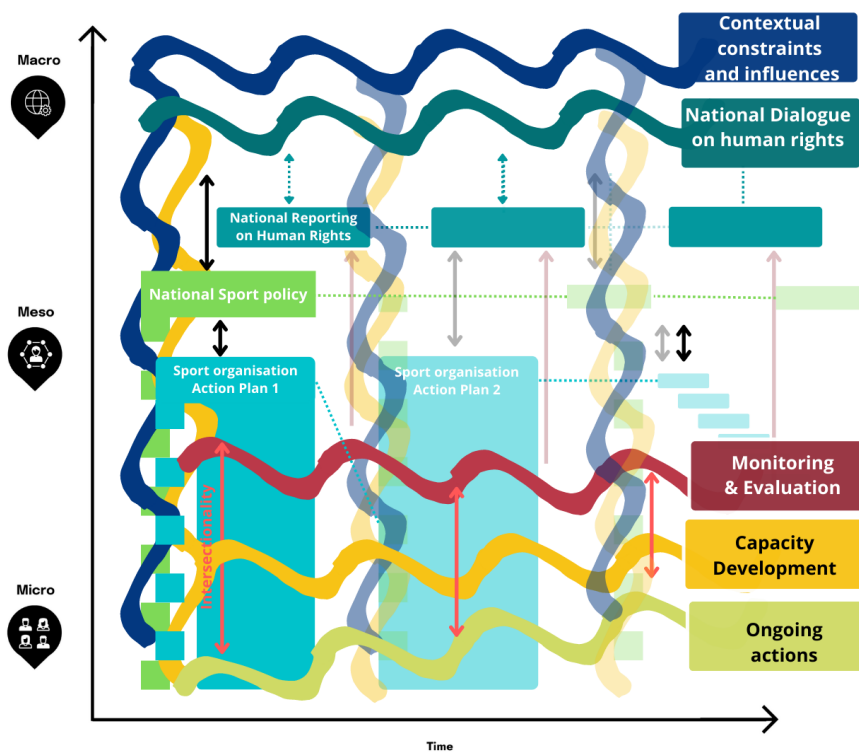 Contextual
constraints
and influences
Macro
National Dialogue
on human rights
National Reporting
on Human Rights
National Sport policy
Meso
Sport organisation
Action Plan 1
Sport organisation
Action Plan 2
Monitoring
& Evaluation
Intersectionality
Capacity
Development
Micro
Ongoing
actions
Time